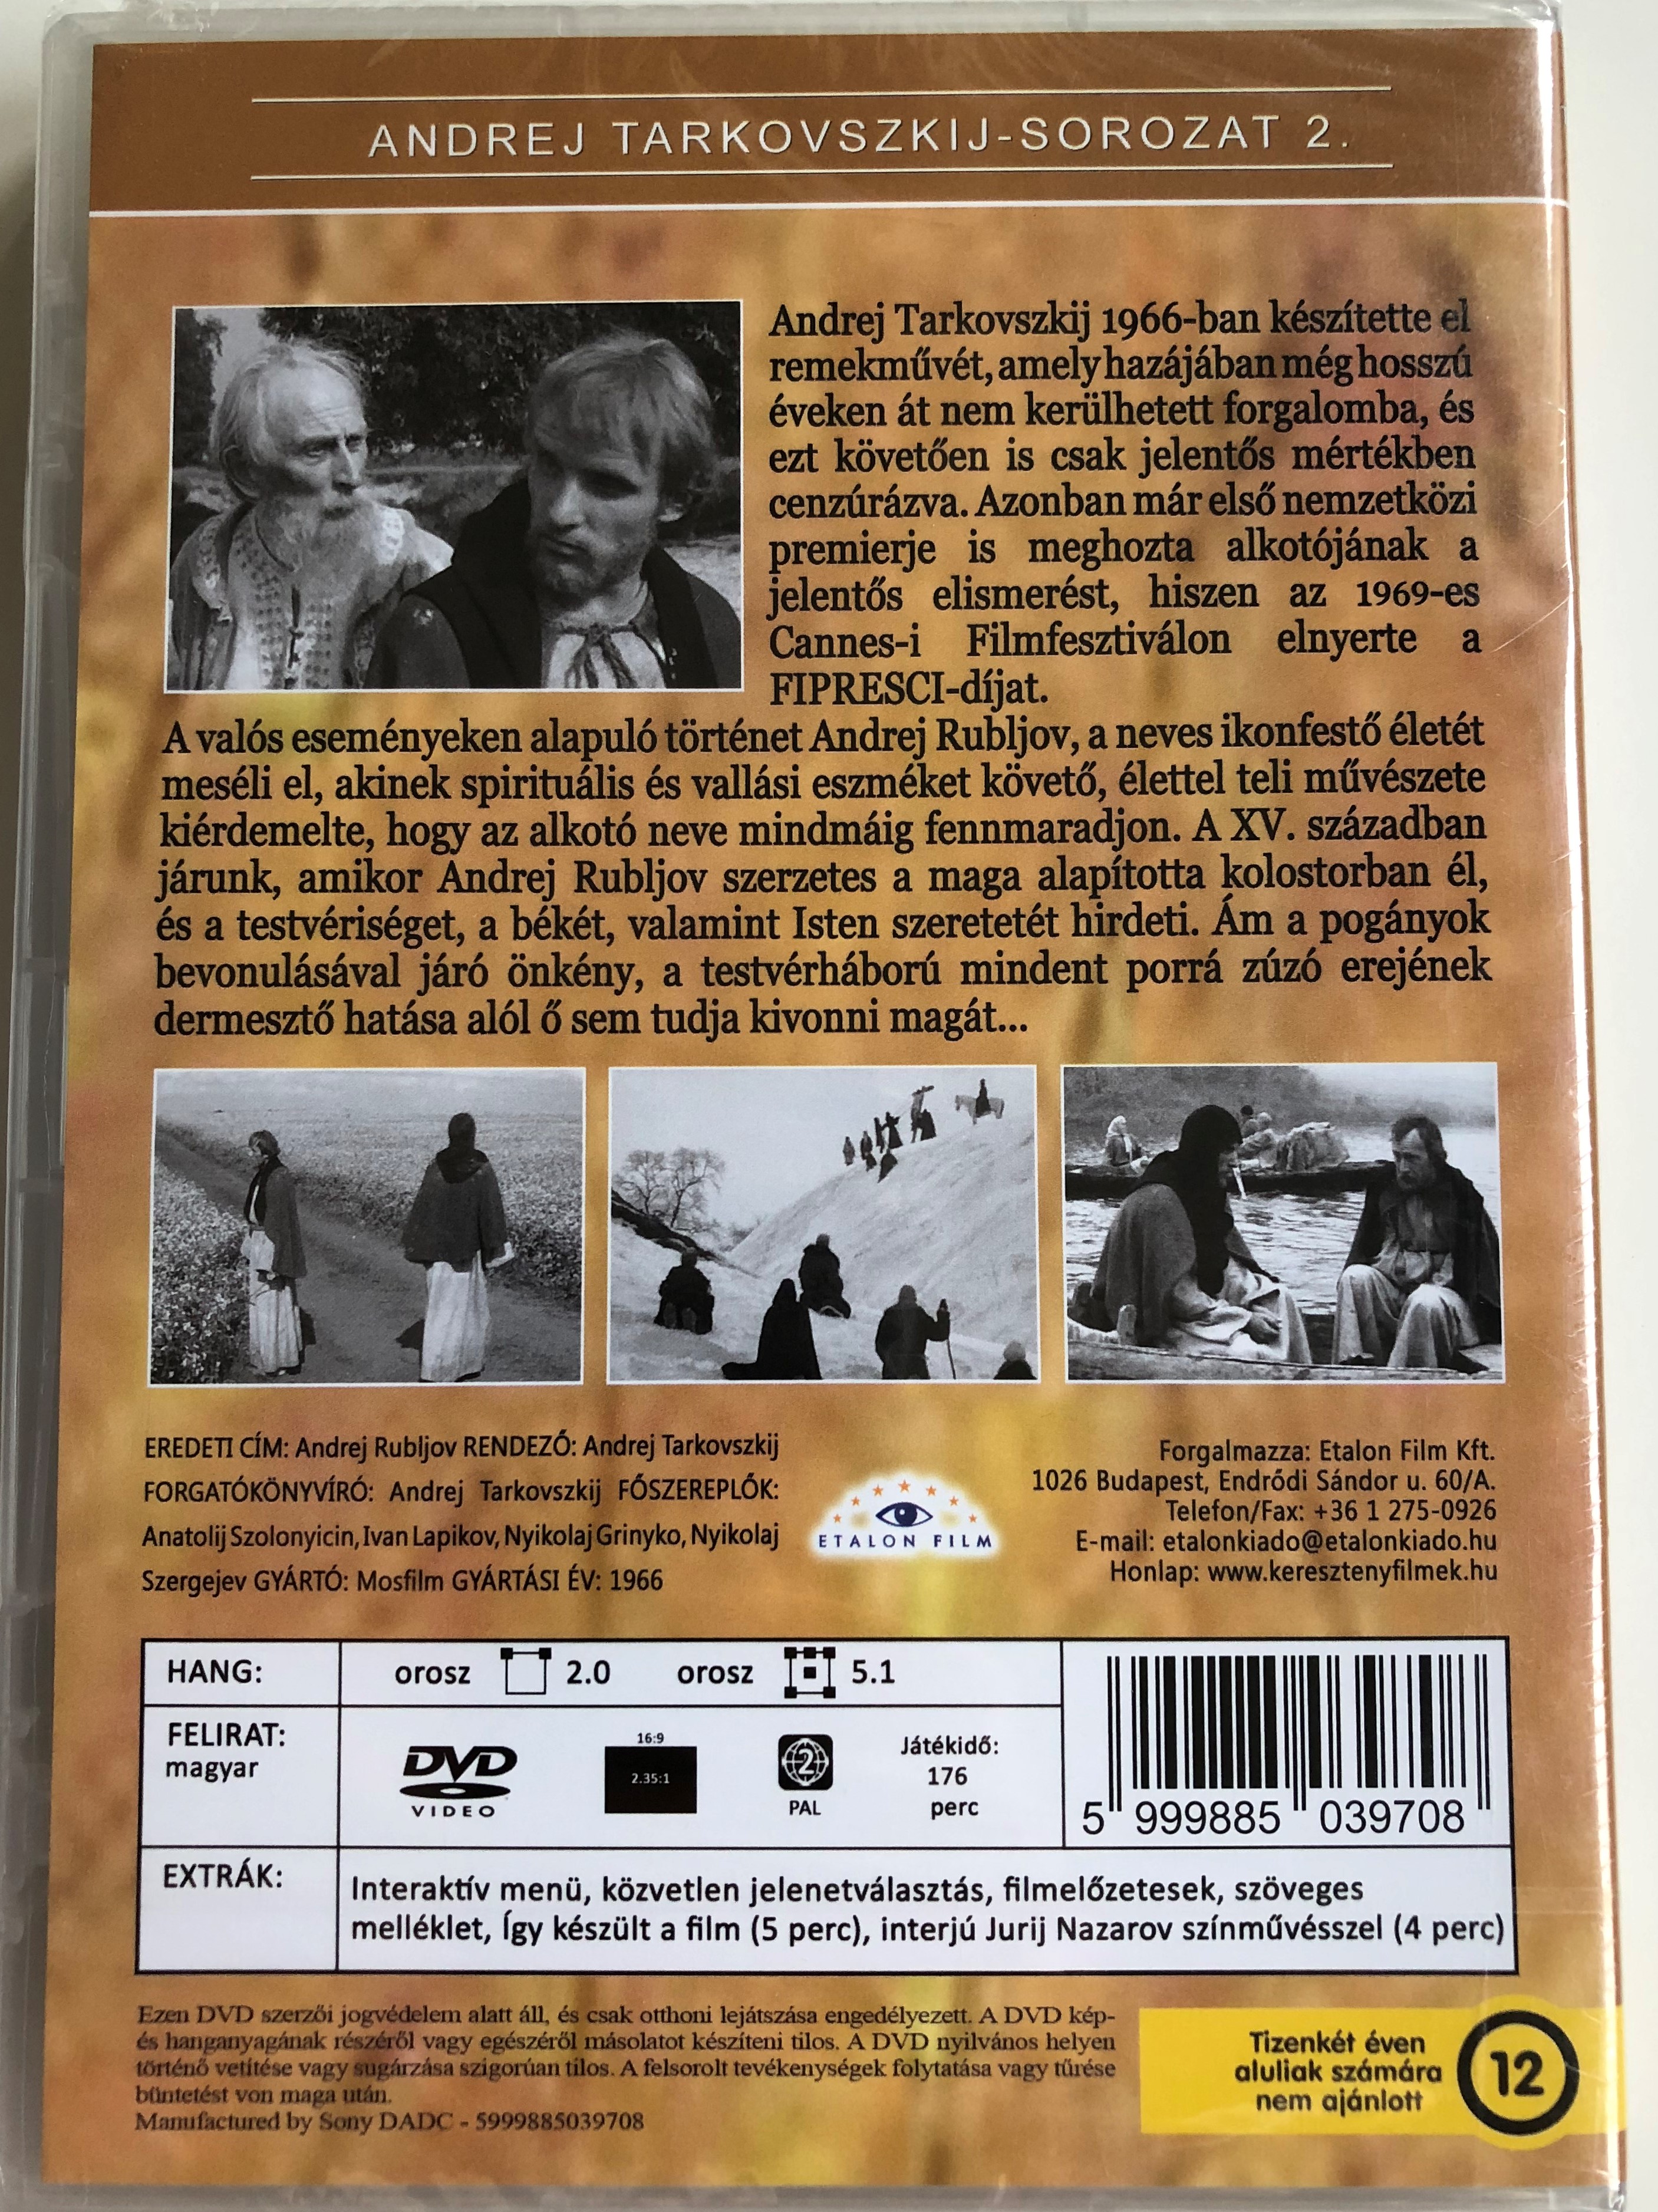 ANDREJ TARKOVSZKIJ-SOROZAT 2.
Andrej Tarkovszkij 1966-ban készítette el
remekművét, amely hazájában még hosszú
éveken át nem kerülhetett forgalomba, és
ezt követően is csak jelentős mértékben
cenzúrázva. Azonban már első nemzetközi
premierje is meghozta alkotójának a
jelentős elismerést, hiszen az 1969-es
Cannes-i Filmfesztiválon elnyerte a
FIPRESCI-díjat.
A valós eseményeken alapuló történet Andrej Rubljov, a neves ikonfestő életét
meséli el, akinek spirituális és vallási eszméket követő, élettel teli művészete
kiérdemelte, hogy az alkotó neve mindmáig fennmaradjon. A XV. században
járunk, amikor Andrej Rubljov szerzetes a maga alapította kolostorban él,
és a testvériséget, a békét, valamint Isten szeretetét hirdeti. Ám a pogányok
bevonulásával járó önkény, a testvérháború mindent porrá zúzó erejének
dermesztő hatása alól ő sem tudja kivonni magát...
EREDETI CÍM: Andrej Rubljov RENDEZŐ: Andrej Tarkovszkij
FORGATÓKÖNYVÍRÓ: Andrej Tarkovszkij FŐSZEREPLŐK:
Anatolij Szolonyicin, Ivan Lapikov, Nyikolaj Grinyko, Nyikolaj
Szergejev GYÁRTÓ: Mosfilm GYÁRTÁSI ÉV: 1966
ETALON FILM
Forgalmazza: Etalon Film Kft.
1026 Budapest, Endrődi Sándor u. 60/A.
Telefon/Fax: +36 1 275-0926
E-mail: etalonkiado@etalonkiado.hu
Honlap: www.keresztenyfilmek.hu
HANG:
orosz 2.0 orosz 5.1
FELIRAT:
magyar
DVD
VIDEO
16:9
2.35:1
2
PAL
Játékidő:
176
perc
5 999885 039708
EXTRÁK:
Interaktív menü, közvetlen jelenetválasztás, filmelőzetesek, szöveges
melléklet, Így készült a film (5 perc), interjú Jurij Nazarov színművésszel (4 perc)
Ezen DVD szerzői jogvédelem alatt áll, és csak otthoni lejátszása engedélyezett. A DVD kép-
és hanganyagának részéről vagy egészéről másolatot készíteni tilos. A DVD nyilvános helyen
történő vetítése vagy sugárzása szigorúan tilos. A felsorolt tevékenységek folytatása vagy tűrése
büntetést von maga után.
Manufactured by Sony DADC - 5999885039708
Tizenkét éven
aluliak számára
nem ajánlott
12